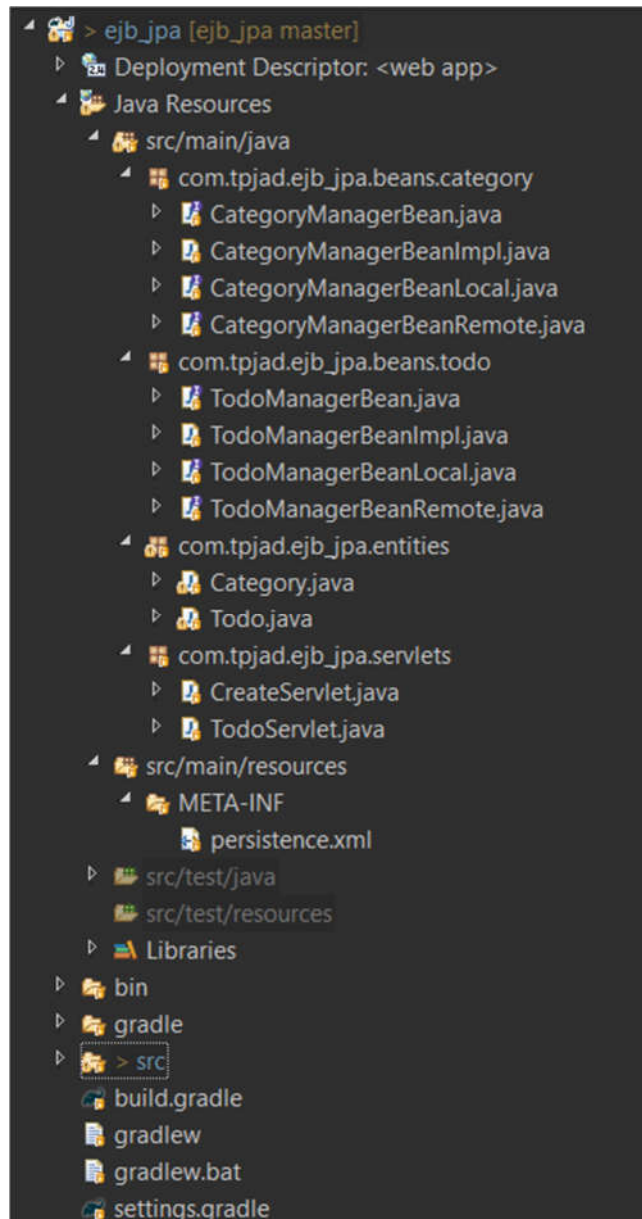 > ejb_jpa [ejb_jpa master]
Deployment Descriptor: <web app>
Java Resources
src/main/java
com.tpjad.ejb_jpa.beans.category
CategoryManagerBean.java
CategoryManagerBeanImpl.java
CategoryManagerBeanLocal.java
CategoryManagerBeanRemote.java
com.tpjad.ejb_jpa.beans.todo
TodoManagerBean.java
TodoManagerBeanImpl.java
TodoManagerBeanLocal.java
TodoManagerBeanRemote.java
com.tpjad.ejb_jpa.entities
Category.java
Todo.java
com.tpjad.ejb_jpa.servlets
CreateServlet.java
TodoServlet.java
src/main/resources
META-INF
persistence.xml
src/test/java
src/test/resources
Libraries
bin
gradle
> src
build.gradle
gradlew
gradlew.bat
settings.gradle